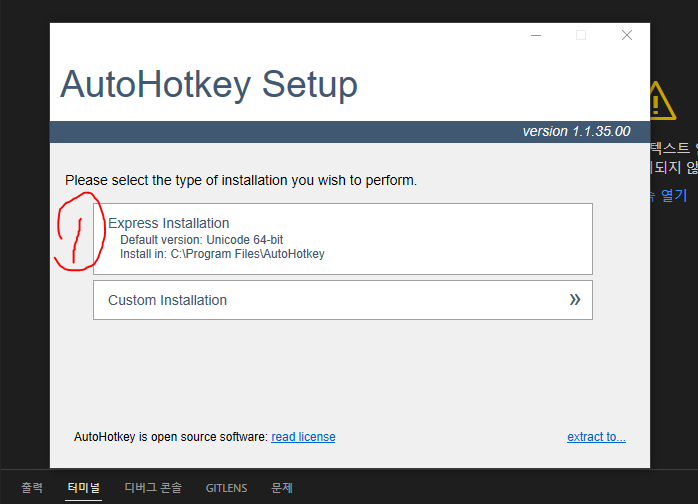 AutoHotkey Setup
version 1.1.35.00
텍스트
되지 않
열기
Please select the type of installation you wish to perform.
1
Express Installation
Default version: Unicode 64-bit
Install in: C:\Program Files\AutoHotkey
Custom Installation »
AutoHotkey is open source software: read license
extract to...
출력 터미널 디버그 콘솔 GITLENS 문제